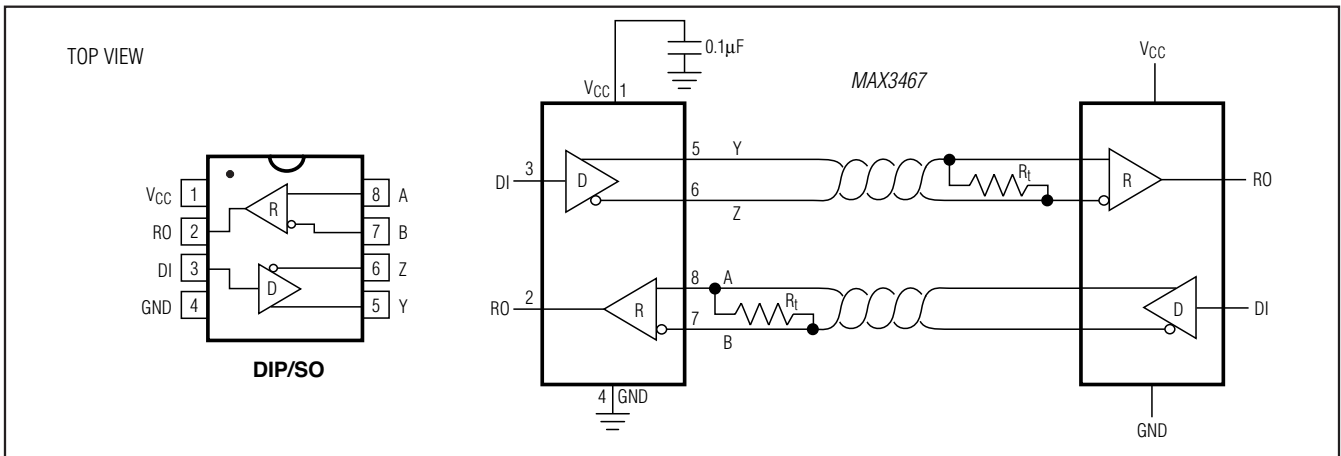 TOP VIEW
VCC 1
RO 2
DI 3
GND 4
8 A
7 B
6 Z
5 Y
R
D
DIP/SO
0.1μF
MAX3467
VCC 1
VCC
DI 3
D
5 Y
6
Z
Rt
R
RO
RO 2
R
8 A
7
B
Rt
D
DI
4 GND
GND